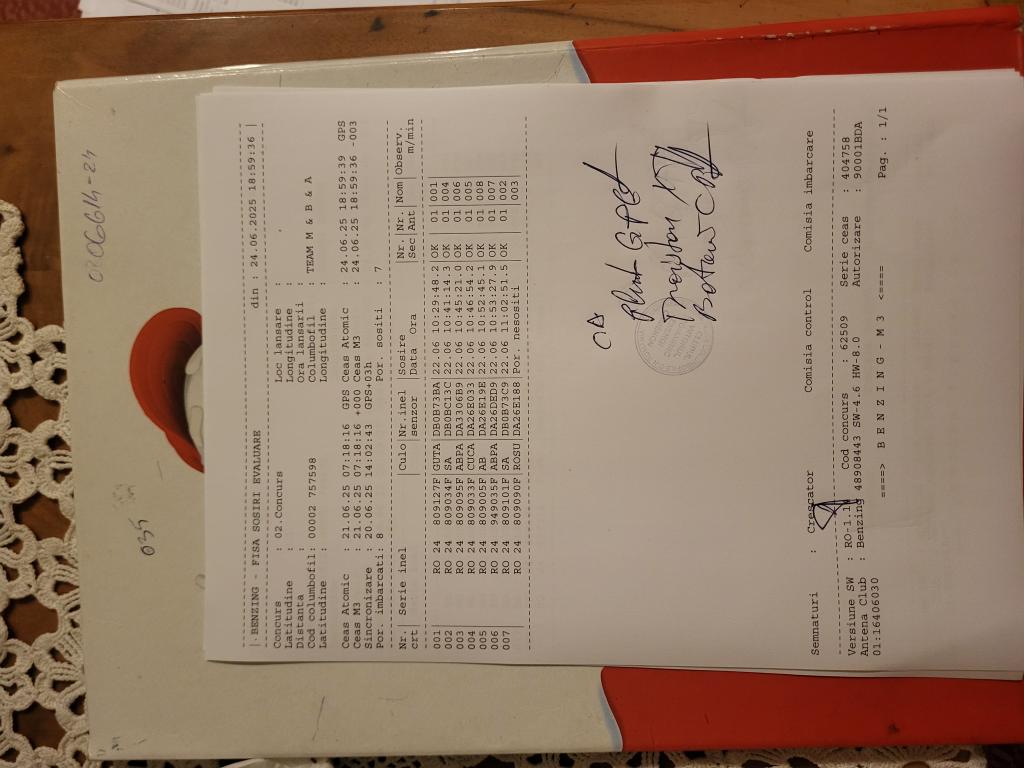 BENZING - FISA SOSIRI EVALUARE din : 24.06.2025 18:59:36
Concurs : 02.Concurs Loc lansare :
Latitudine : Longitudine :
Distanta : Ora lansarii :
Cod columbofil: 00002 757598 Columbofil : TEAM M & B & A
Latitudine : Longitudine :
Ceas Atomic : 21.06.25 07:18:16 GPS Ceas Atomic : 24.06.25 18:59:39 GPS
Ceas M3 : 21.06.25 07:18:16 +000 Ceas M3 : 24.06.25 18:59:36 -003
Sincronizare : 20.06.25 14:02:43 GPS+03h
Por. imbarcati: 8 Por. sositi : 7
Nr. | Serie inel | Culo | Nr.inel | Sosire | Nr. | Nr. | Nom | Observ.
crt | senzor | Data Ora | Sec | Ant | m/min
001 RO 24 809127F GUTA DB0B73BA 22.06 10:29:48.2 OK 01 001
002 RO 24 809034F SA DB0BC13C 22.06 10:41:14.3 OK 01 004
003 RO 24 809095F ABPA DA3306B9 22.06 10:45:21.0 OK 01 006
004 RO 24 809033F CUCA DA26E033 22.06 10:46:54.2 OK 01 005
005 RO 24 809005F AB DA26E19E 22.06 10:52:45.1 OK 01 008
006 RO 24 949035F ABPA DA26DED9 22.06 10:53:27.9 OK 01 007
007 RO 24 809101F SA DB0B73C9 22.06 11:02:51.5 OK 01 002
RO 24 809090F ROSU DA26E188 Por. nesositi 003
Semnaturi : Crescator Comisia control Comisia imbarcare
Versiune SW : RO-1.1 Cod concurs : 62509 Serie ceas : 404758
Antena Club : Benzing 48908443 SW-4.6 HW-8.0 Autorizare : 90001BDA
01:16406030
====> B E N Z I N G - M 3 <==== Pag. : 1/1
035